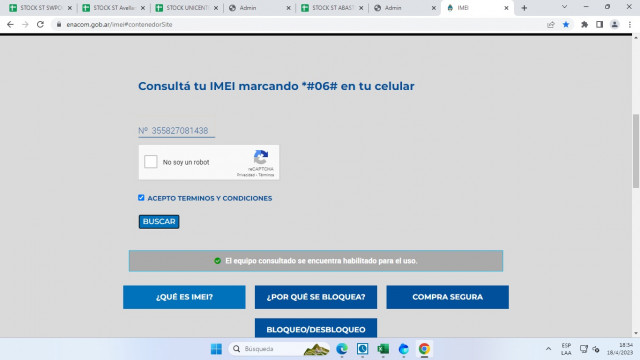 STOCK ST SWPO
STOCK ST Avella
STOCK UNICENTO
Admin
STOCK ST ABAST
Admin
IMEI
enacom.gob.ar/imei#contenedorSite
Consultá tu IMEI marcando *#06# en tu celular
Nº 355827081438
No soy un robot
reCAPTCHA
Privacidad - Términos
ACEPTO TERMINOS Y CONDICIONES
BUSCAR
El equipo consultado se encuentra habilitado para el uso.
¿QUÉ ES IMEI?
¿POR QUÉ SE BLOQUEA?
COMPRA SEGURA
BLOQUEO/DESBLOQUEO
Búsqueda
ESP
LAA
18:54
18/4/2023